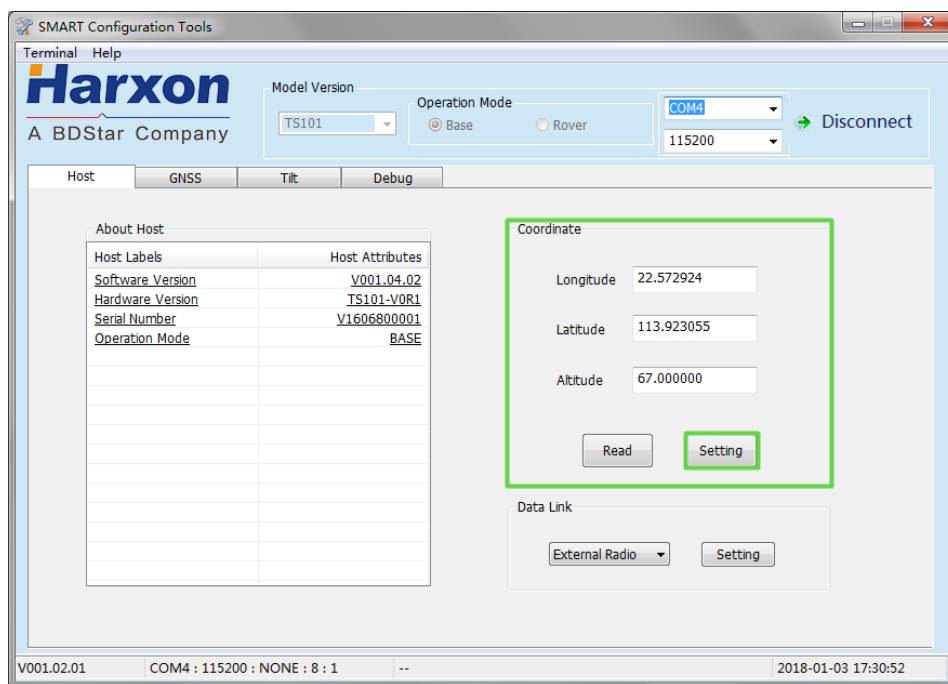 SMART Configuration Tools
Terminal Help
Harxon
A BDStar Company
Model Version
TS101
Operation Mode
Base Rover
COM4
115200
Disconnect
Host GNSS Tilt Debug
About Host
Host Labels Host Attributes
Software Version V001.04.02
Hardware Version TS101-V0R1
Serial Number V1606800001
Operation Mode BASE
Coordinate
Longitude 22.572924
Latitude 113.923055
Altitude 67.000000
Read Setting
Data Link
External Radio Setting
V001.02.01 COM4 : 115200 : NONE : 8 : 1 -- 2018-01-03 17:30:52